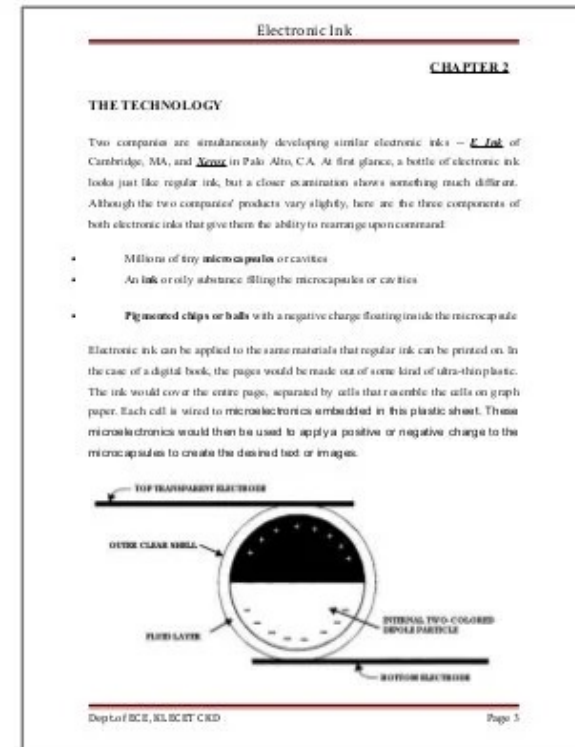 Electronic Ink
CHAPTER 2
THE TECHNOLOGY
Two companies are simultaneously developing similar electronic inks -- E Ink of
Cambridge, MA, and Xerox in Palo Alto, CA. At first glance, a bottle of electronic ink
looks just like regular ink, but a closer examination shows something much different.
Although the two companies' products vary slightly, here are the three components of
both electronic inks that give them the ability to rearrange upon command:
• Millions of tiny microcapsules or cavities
• An ink or oily substance filling the microcapsules or cavities
• Pigmented chips or balls with a negative charge floating inside the microcapsule
Electronic ink can be applied to the same materials that regular ink can be printed on. In
the case of a digital book, the pages would be made out of some kind of ultra-thin plastic.
The ink would cover the entire page, separated by cells that resemble the cells on graph
paper. Each cell is wired to microelectronics embedded in this plastic sheet. These
microelectronics would then be used to apply a positive or negative charge to the
microcapsules to create the desired text or images.
TOP TRANSPARENT ELECTRODE
OUTER CLEAR SHELL
INTERNAL TWO-COLORED
DIPOLE PARTICLE
FLUID LAYER
BOTTOM ELECTRODE
Dept.of ECE, KLECET CKD Page 3